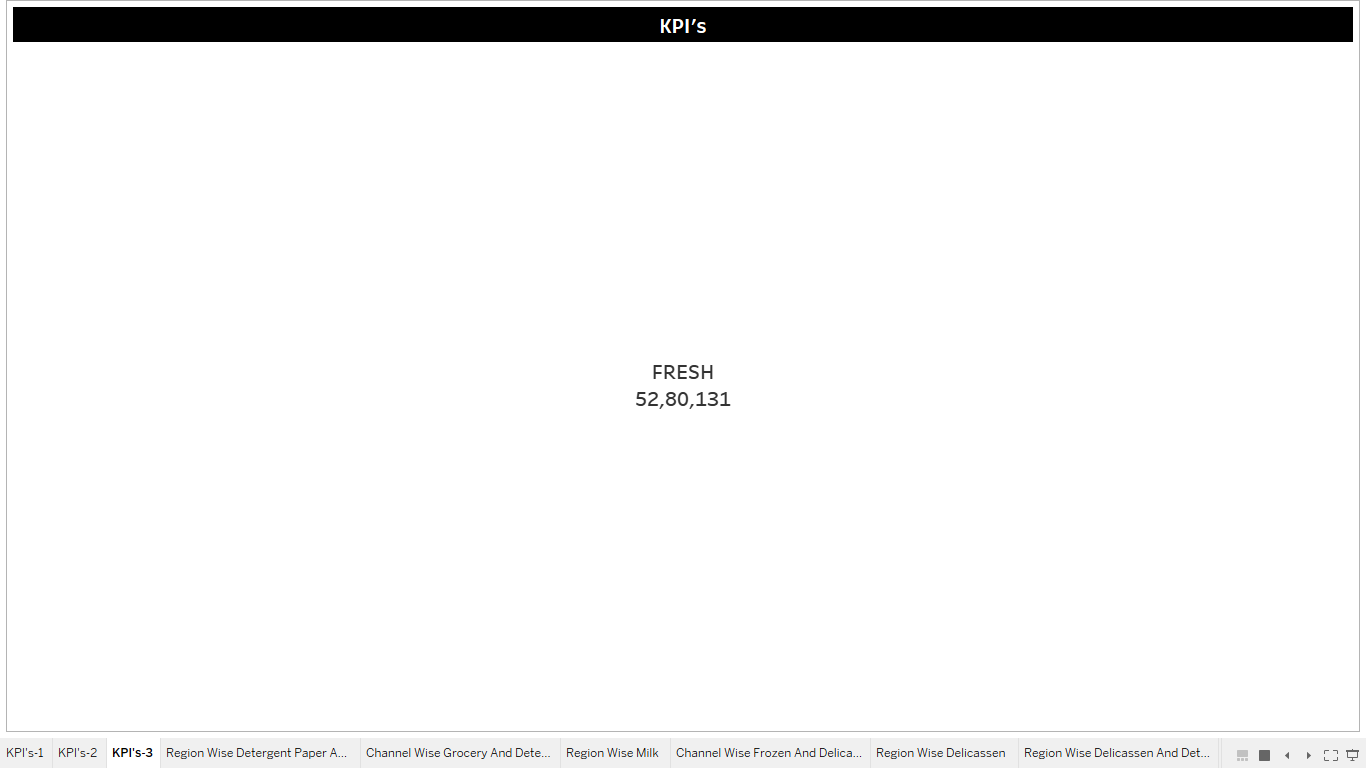 KPI’s
FRESH
52,80,131
KPI's-1
KPI's-2
KPI's-3
Region Wise Detergent Paper A...
Channel Wise Grocery And Dete...
Region Wise Milk
Channel Wise Frozen And Delica...
Region Wise Delicassen
Region Wise Delicassen And Det...